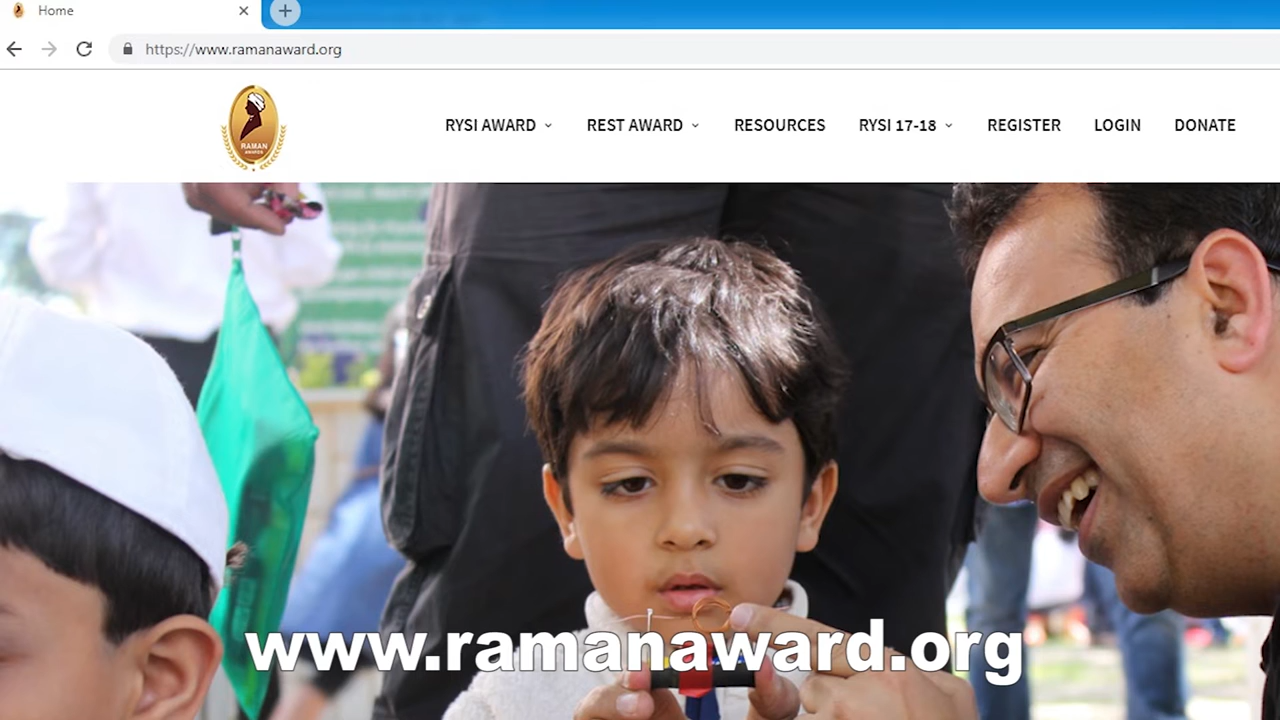 Home
https://www.ramanaward.org
RAMAN
AWARDS
RYSI AWARD REST AWARD RESOURCES RYSI 17-18 REGISTER LOGIN DONATE
www.ramanaward.org